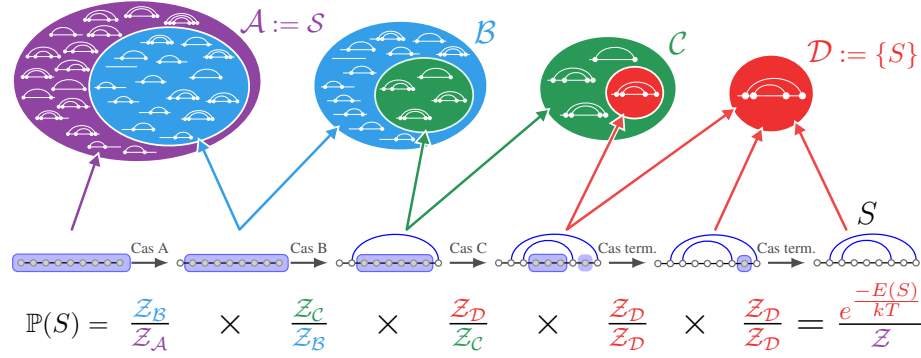 𝒜 := 𝒮
ℬ
𝒞
𝒟 := {S}
S
Cas A
Cas B
Cas C
Cas term.
Cas term.
ℙ(S) = 𝒵_ℬ/𝒵_𝒜 × 𝒵_𝒞/𝒵_ℬ × 𝒵_𝒟/𝒵_𝒞 × 𝒵_𝒟/𝒵_𝒟 × 𝒵_𝒟/𝒵_𝒟 = e^{-E(S)/kT}/𝒵